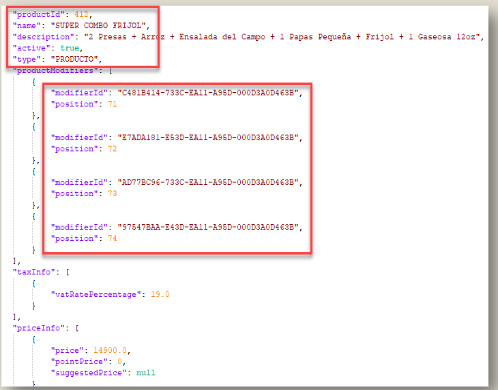 "productId": 412,
"name": "SUPER COMBO FRIJOL",
"description": "2 Presas + Arroz + Ensalada del Campo + 1 Papas Pequeña + Frijol + 1 Gaseosa 12oz",
"active": true,
"type": "PRODUCTO",
"productModifiers": [
{
"modifierId": "C481B414-733C-EA11-A95D-000D3A0D463B",
"position": 71
},
{
"modifierId": "E7ADA181-E53D-EA11-A95D-000D3A0D463B",
"position": 72
},
{
"modifierId": "AD77BC96-733C-EA11-A95D-000D3A0D463B",
"position": 73
},
{
"modifierId": "97547BAA-E43D-EA11-A95D-000D3A0D463B",
"position": 74
}
],
"taxInfo": [
{
"vatRatePercentage": 19.0
}
],
"priceInfo": [
{
"price": 14900.0,
"pointPrice": 0,
"suggestedPrice": null
}